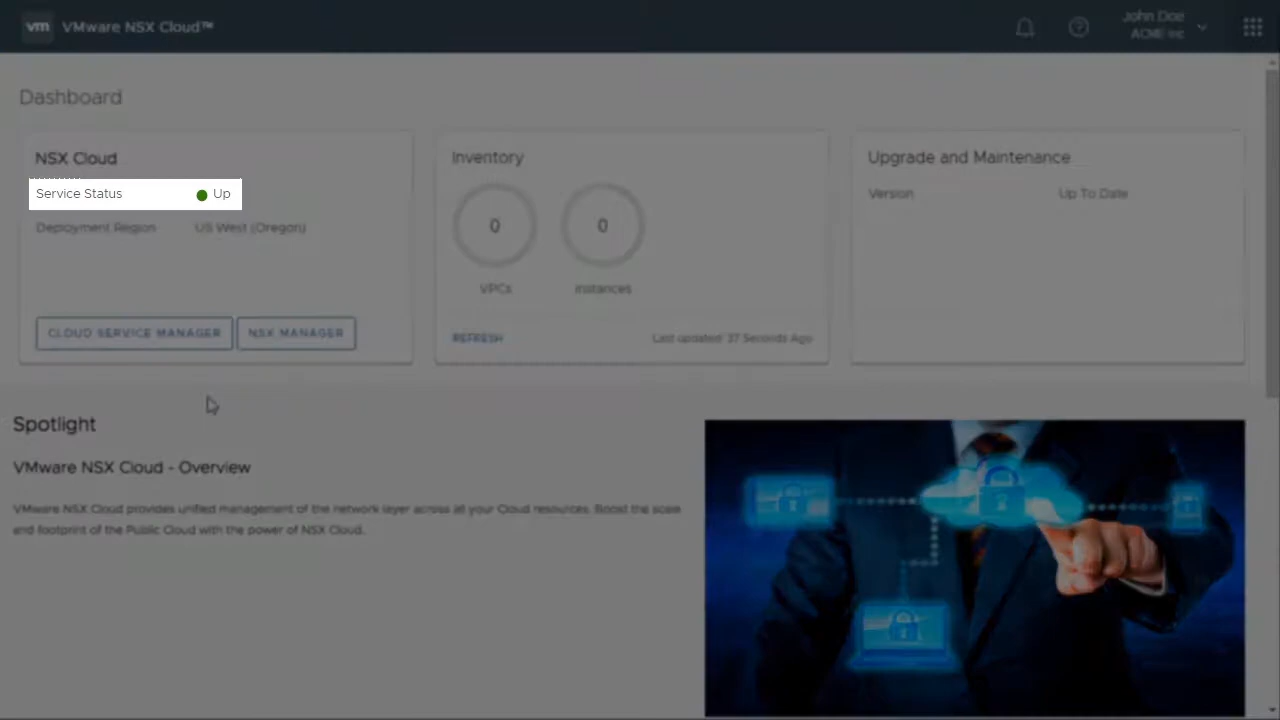 vm VMware NSX Cloud™
John Doe
ACME Inc
Dashboard
NSX Cloud
Service Status Up
Deployment Region US West (Oregon)
CLOUD SERVICE MANAGER NSX MANAGER
Inventory
0 0
VPCs Instances
REFRESH Last updated: 37 Seconds Ago
Upgrade and Maintenance
Version Up To Date
Spotlight
VMware NSX Cloud - Overview
VMware NSX Cloud provides unified management of the network layer across all your Cloud resources. Boost the scale
and footprint of the Public Cloud with the power of NSX Cloud.